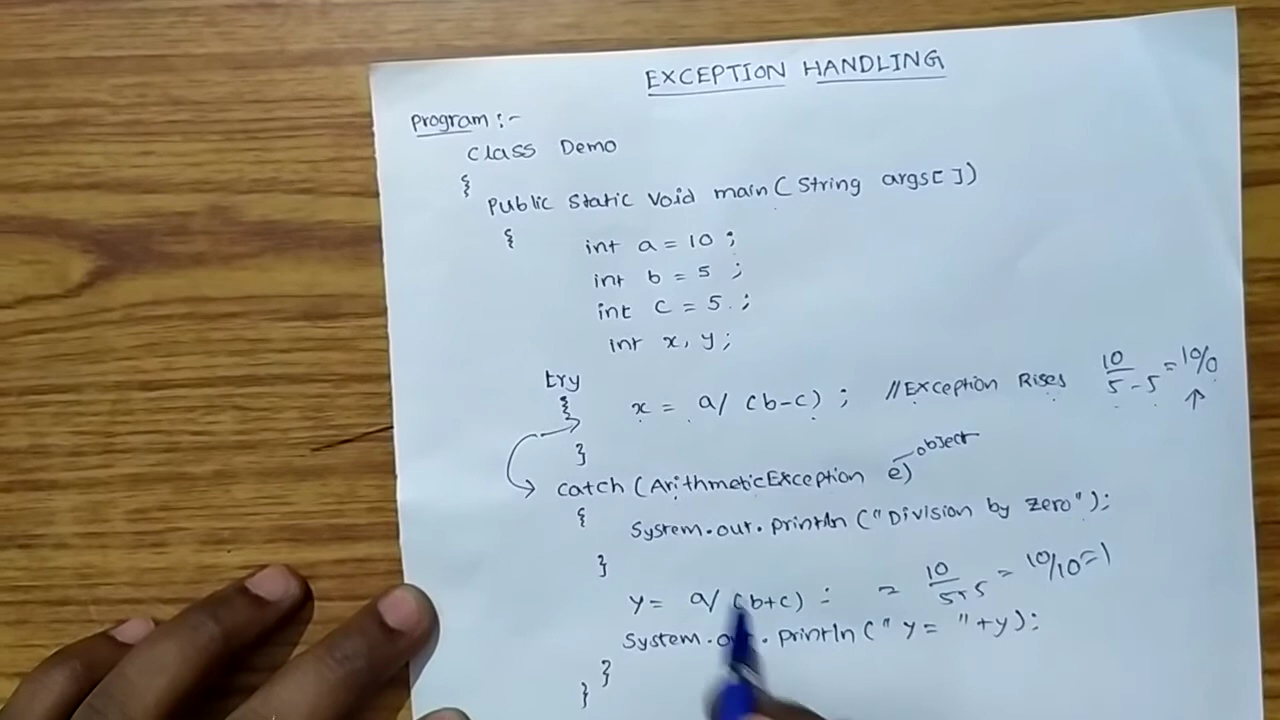 EXCEPTION HANDLING
Program :-
class Demo
{
Public Static Void main ( String args[ ])
{
int a = 10 ;
int b = 5 ;
int c = 5 ;
int x, y ;
try
{
x = a/ (b-c) ; //Exception Rises 10/5-5 = 10/0
}
catch (ArithmeticException e) object
{
System.out.println ("Division by zero");
}
y = a/ (b+c) ; = 10/5+5 = 10/10 = 1
System.out.println (" y = "+y);
}
}